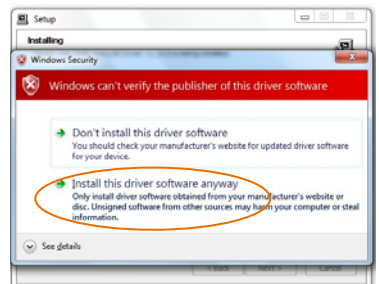 Setup
Installing
Windows Security
Windows can't verify the publisher of this driver software
Don't install this driver software
You should check your manufacturer's website for updated driver software
for your device.
Install this driver software anyway
Only install driver software obtained from your manufacturer's website or
disc. Unsigned software from other sources may harm your computer or steal
information.
See details
< Back Next > Cancel